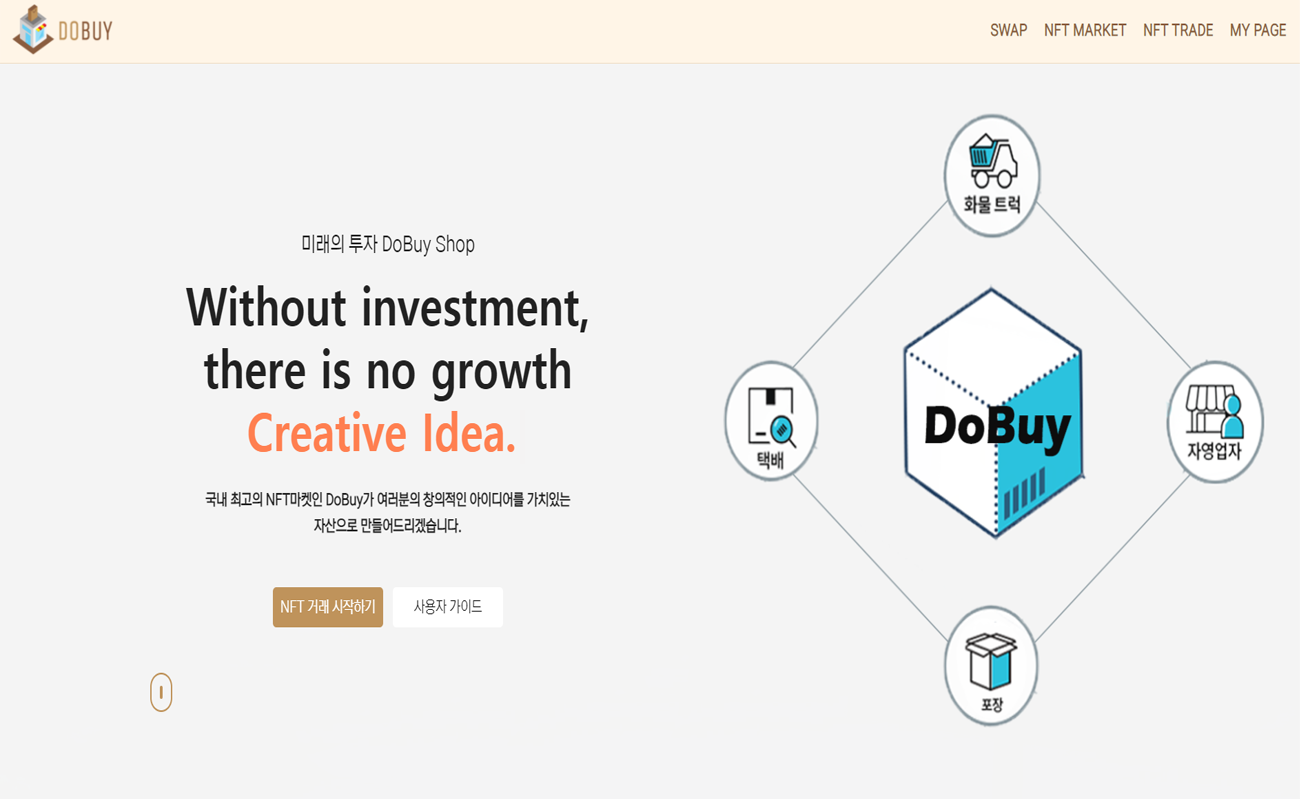 DOBUY
SWAP NFT MARKET NFT TRADE MY PAGE
미래의 투자 DoBuy Shop
Without investment,
there is no growth
Creative Idea.
국내 최고의 NFT마켓인 DoBuy가 여러분의 창의적인 아이디어를 가치있는
자산으로 만들어드리겠습니다.
NFT 거래 시작하기
사용자 가이드
화물 트럭
택배
DoBuy
자영업자
포장